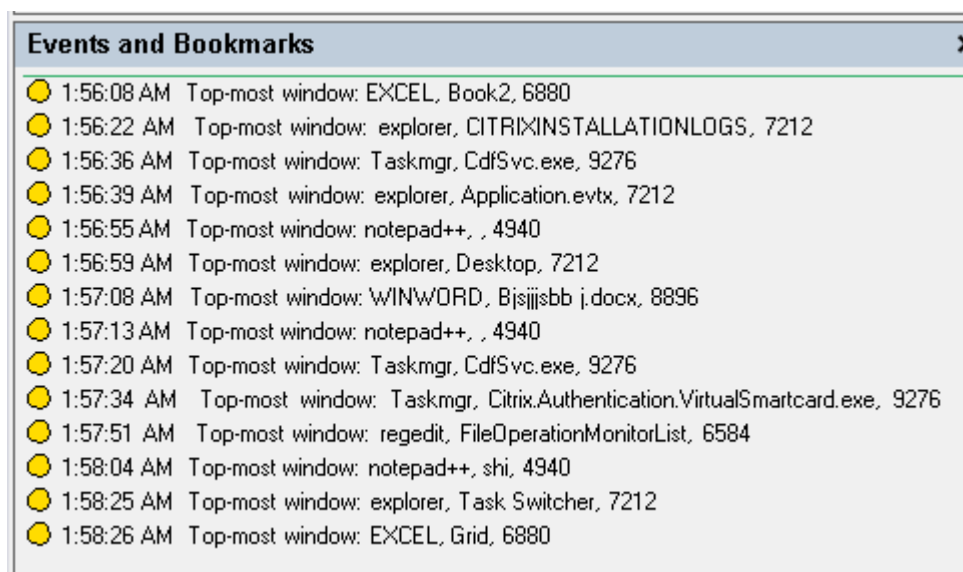 Events and Bookmarks
1:56:08 AM Top-most window: EXCEL, Book2, 6880
1:56:22 AM Top-most window: explorer, CITRIXINSTALLATIONLOGS, 7212
1:56:36 AM Top-most window: Taskmgr, CdfSvc.exe, 9276
1:56:39 AM Top-most window: explorer, Application.evtx, 7212
1:56:55 AM Top-most window: notepad++, , 4940
1:56:59 AM Top-most window: explorer, Desktop, 7212
1:57:08 AM Top-most window: WINWORD, Bjsjjjsbb j.docx, 8896
1:57:13 AM Top-most window: notepad++, , 4940
1:57:20 AM Top-most window: Taskmgr, CdfSvc.exe, 9276
1:57:34 AM Top-most window: Taskmgr, Citrix.Authentication.VirtualSmartcard.exe, 9276
1:57:51 AM Top-most window: regedit, FileOperationMonitorList, 6584
1:58:04 AM Top-most window: notepad++, shi, 4940
1:58:25 AM Top-most window: explorer, Task Switcher, 7212
1:58:26 AM Top-most window: EXCEL, Grid, 6880